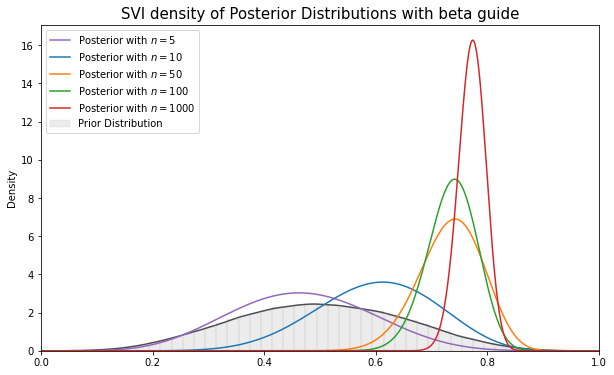 SVI density of Posterior Distributions with beta guide
Posterior with n = 5
Posterior with n = 10
Posterior with n = 50
Posterior with n = 100
Posterior with n = 1000
Prior Distribution
Density
16
14
12
10
8
6
4
2
0
0.0 0.2 0.4 0.6 0.8 1.0